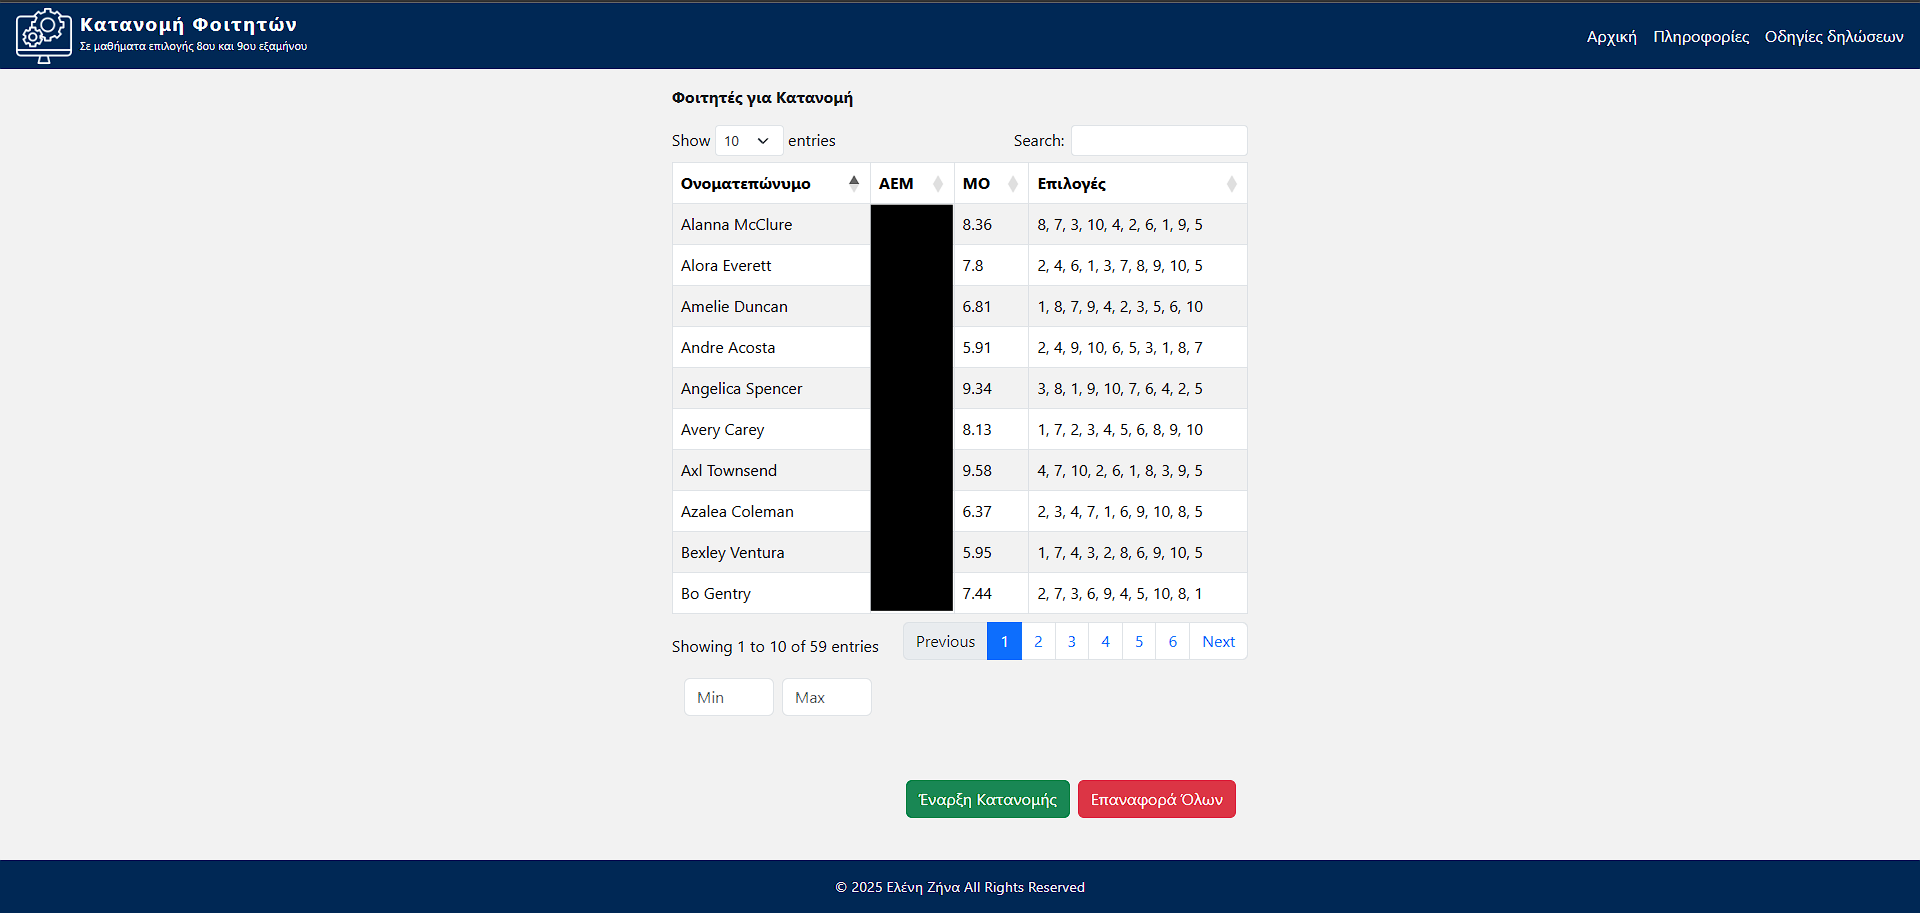 Κατανομή Φοιτητών
Σε μαθήματα επιλογής 8ου και 9ου εξαμήνου
Αρχική Πληροφορίες Οδηγίες δηλώσεων
Φοιτητές για Κατανομή
Show 10 entries Search:
Ονοματεπώνυμο ΑΕΜ ΜΟ Επιλογές
Alanna McClure 8.36 8, 7, 3, 10, 4, 2, 6, 1, 9, 5
Alora Everett 7.8 2, 4, 6, 1, 3, 7, 8, 9, 10, 5
Amelie Duncan 6.81 1, 8, 7, 9, 4, 2, 3, 5, 6, 10
Andre Acosta 5.91 2, 4, 9, 10, 6, 5, 3, 1, 8, 7
Angelica Spencer 9.34 3, 8, 1, 9, 10, 7, 6, 4, 2, 5
Avery Carey 8.13 1, 7, 2, 3, 4, 5, 6, 8, 9, 10
Axl Townsend 9.58 4, 7, 10, 2, 6, 1, 8, 3, 9, 5
Azalea Coleman 6.37 2, 3, 4, 7, 1, 6, 9, 10, 8, 5
Bexley Ventura 5.95 1, 7, 4, 3, 2, 8, 6, 9, 10, 5
Bo Gentry 7.44 2, 7, 3, 6, 9, 4, 5, 10, 8, 1
Showing 1 to 10 of 59 entries Previous 1 2 3 4 5 6 Next
Min Max
Έναρξη Κατανομής Επαναφορά Όλων
© 2025 Ελένη Ζήνα All Rights Reserved